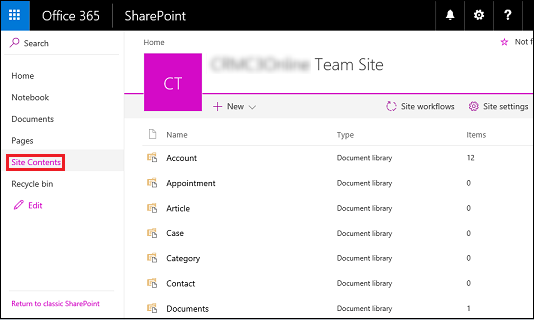 Office 365 SharePoint
Search
Home
Notebook
Documents
Pages
Site Contents
Recycle bin
Edit
Return to classic SharePoint
Home
Not f
CT
Team Site
New
Site workflows
Site settings
Name Type Items
Account Document library 12
Appointment Document library 0
Article Document library 0
Case Document library 0
Category Document library 0
Contact Document library 0
Documents Document library 1